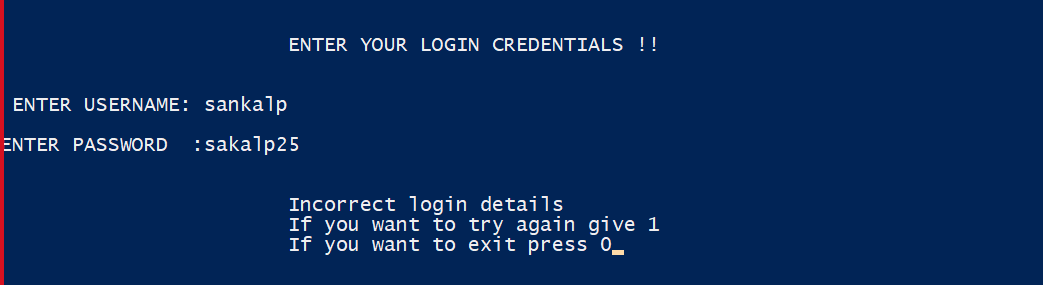 ENTER YOUR LOGIN CREDENTIALS !!
ENTER USERNAME: sankalp
ENTER PASSWORD  :sakalp25
Incorrect login details
If you want to try again give 1
If you want to exit press 0